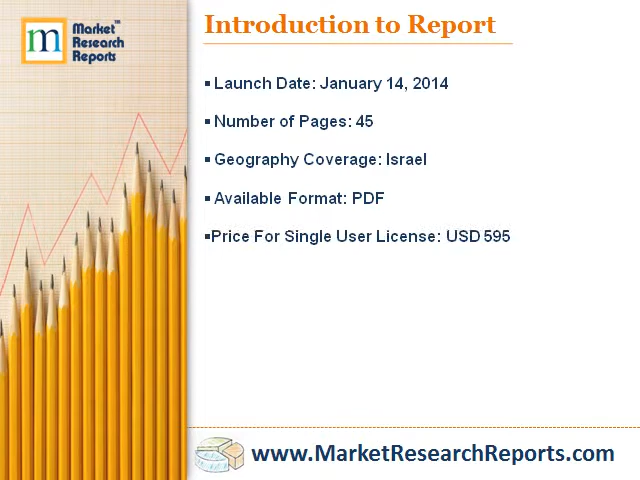 m
Market™
Research
Reports
Introduction to Report
▪ Launch Date: January 14, 2014
▪ Number of Pages: 45
▪ Geography Coverage: Israel
▪ Available Format: PDF
▪Price For Single User License: USD 595
www.MarketResearchReports.com